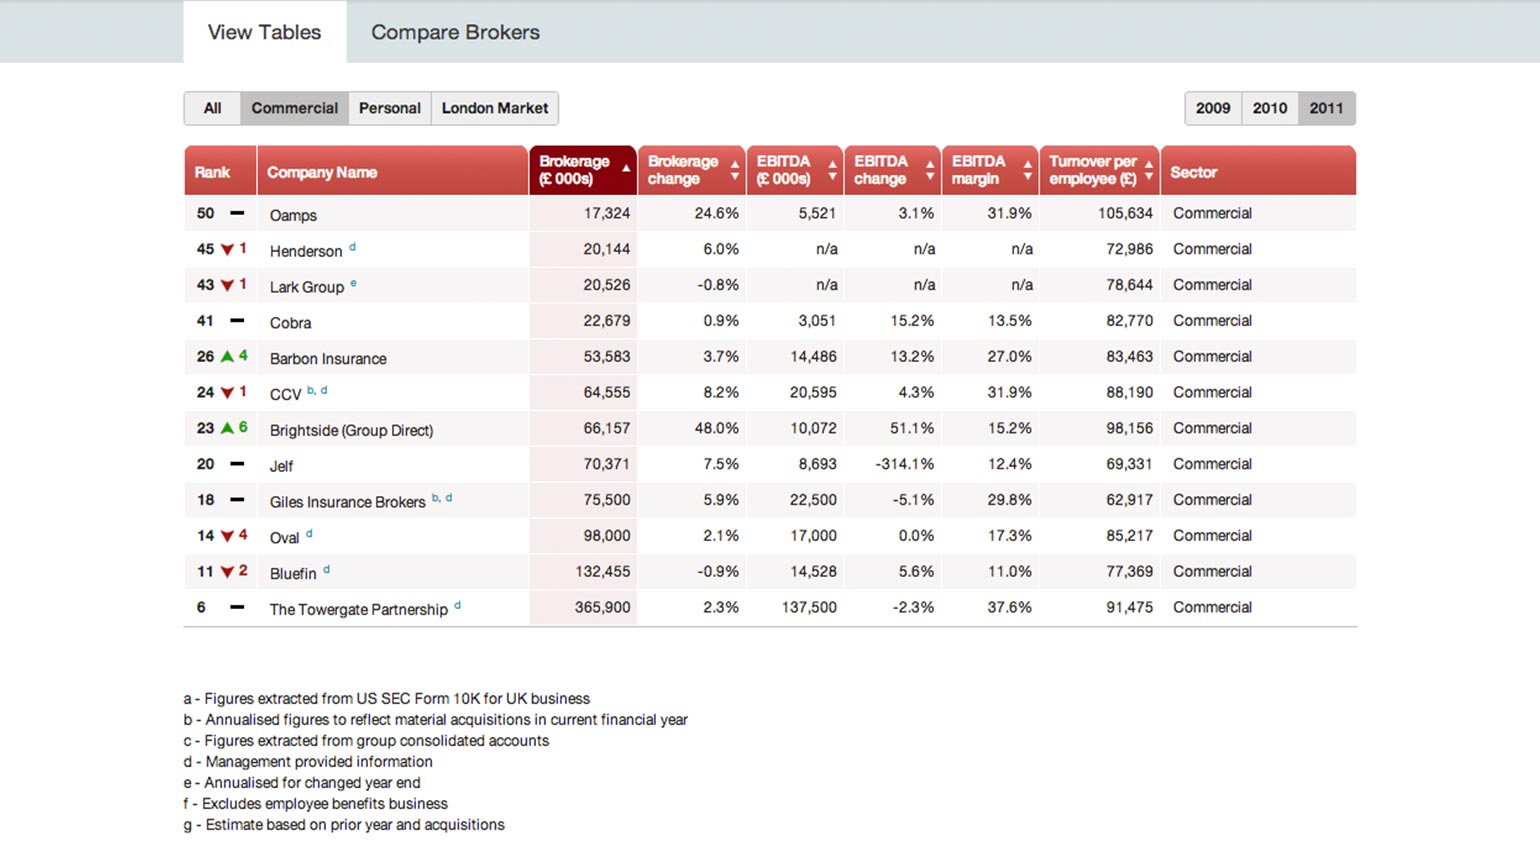 View Tables Compare Brokers
All Commercial Personal London Market 2009 2010 2011
Rank Company Name Brokerage (£ 000s) Brokerage change EBITDA (£ 000s) EBITDA change EBITDA margin Turnover per employee (£) Sector
50 Oamps 17,324 24.6% 5,521 3.1% 31.9% 105,634 Commercial
45 1 Henderson d 20,144 6.0% n/a n/a n/a 72,986 Commercial
43 1 Lark Group e 20,526 -0.8% n/a n/a n/a 78,644 Commercial
41 Cobra 22,679 0.9% 3,051 15.2% 13.5% 82,770 Commercial
26 4 Barbon Insurance 53,583 3.7% 14,486 13.2% 27.0% 83,463 Commercial
24 1 CCV b, d 64,555 8.2% 20,595 4.3% 31.9% 88,190 Commercial
23 6 Brightside (Group Direct) 66,157 48.0% 10,072 51.1% 15.2% 98,156 Commercial
20 Jelf 70,371 7.5% 8,693 -314.1% 12.4% 69,331 Commercial
18 Giles Insurance Brokers b, d 75,500 5.9% 22,500 -5.1% 29.8% 62,917 Commercial
14 4 Oval d 98,000 2.1% 17,000 0.0% 17.3% 85,217 Commercial
11 2 Bluefin d 132,455 -0.9% 14,528 5.6% 11.0% 77,369 Commercial
6 The Towergate Partnership d 365,900 2.3% 137,500 -2.3% 37.6% 91,475 Commercial
a - Figures extracted from US SEC Form 10K for UK business
b - Annualised figures to reflect material acquisitions in current financial year
c - Figures extracted from group consolidated accounts
d - Management provided information
e - Annualised for changed year end
f - Excludes employee benefits business
g - Estimate based on prior year and acquisitions